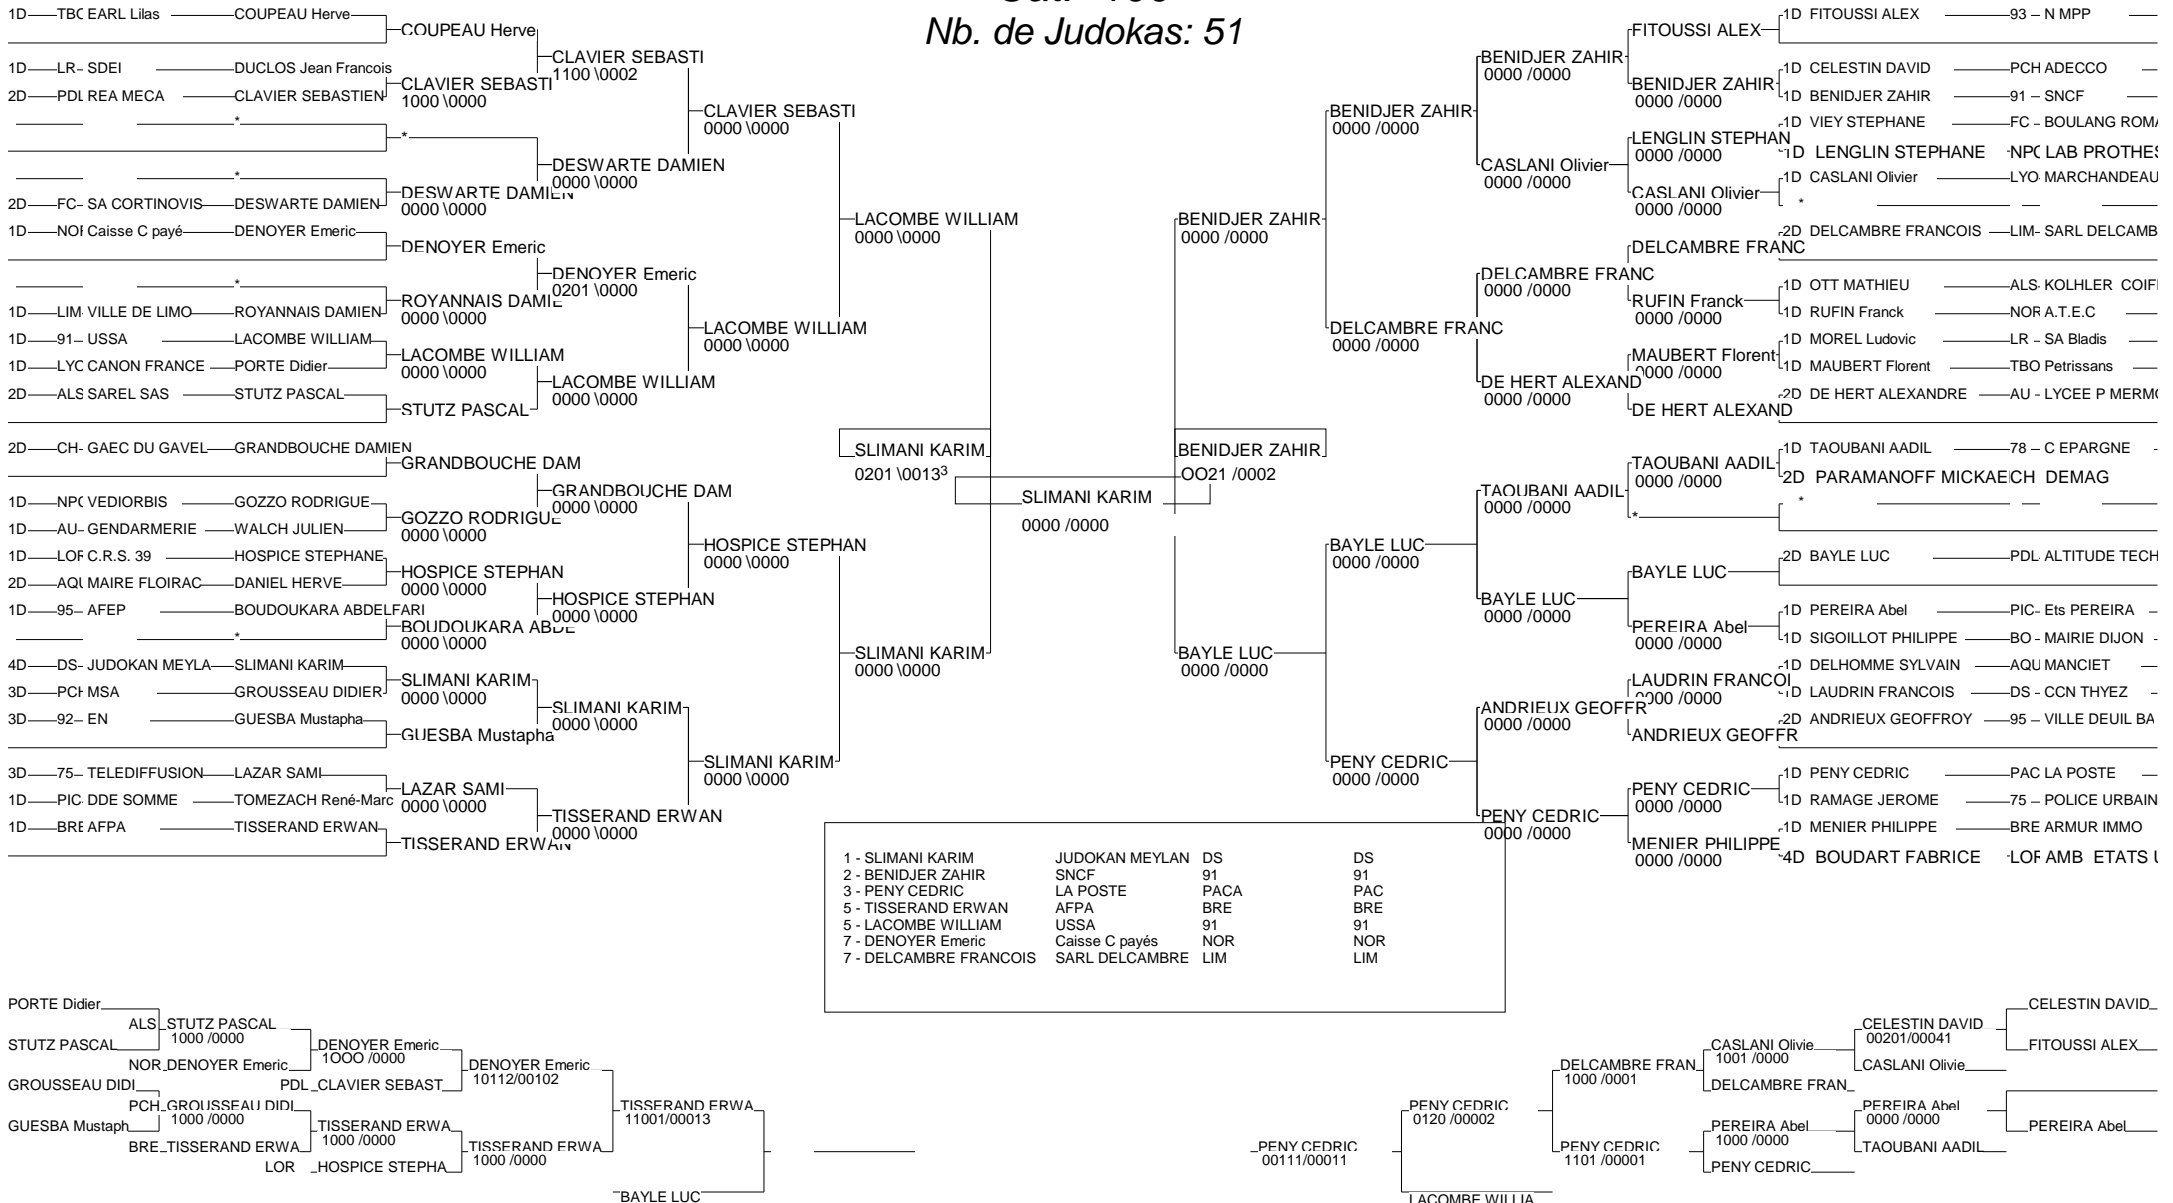 Nb. de Judokas: 51
1D TBC EARL Lilas COUPEAU Herve
1D LR SDEI DUCLOS Jean Francois
2D PDL REA MECA CLAVIER SEBASTIEN
*
*
2D FC SA CORTINOVIS DESWARTE DAMIEN
1D NOR Caisse C payé DENOYER Emeric
*
1D LIM VILLE DE LIMO ROYANNAIS DAMIEN
1D 91 USSA LACOMBE WILLIAM
1D LYC CANON FRANCE PORTE Didier
2D ALS SAREL SAS STUTZ PASCAL
2D CH GAEC DU GAVEL GRANDBOUCHE DAMIEN
1D NPC VEDIORBIS GOZZO RODRIGUE
1D AU GENDARMERIE WALCH JULIEN
1D LOR C.R.S. 39 HOSPICE STEPHANE
2D AQU MAIRE FLOIRAC DANIEL HERVE
1D 95 AFEP BOUDOUKARA ABDELFARI
*
4D DS JUDOKAN MEYLA SLIMANI KARIM
3D PCH MSA GROUSSEAU DIDIER
3D 92 EN GUESBA Mustapha
3D 75 TELEDIFFUSION LAZAR SAMI
1D PIC DDE SOMME TOMEZACH René-Marc
1D BRE AFPA TISSERAND ERWAN
COUPEAU Herve
CLAVIER SEBASTI
1000 \0000
*
DESWARTE DAMIEN
0000 \0000
DENOYER Emeric
ROYANNAIS DAMIE
0000 \0000
LACOMBE WILLIAM
0000 \0000
STUTZ PASCAL
GRANDBOUCHE DAM
GOZZO RODRIGUE
0000 \0000
HOSPICE STEPHAN
0000 \0000
BOUDOUKARA ABDE
0000 \0000
SLIMANI KARIM
0000 \0000
GUESBA Mustapha
LAZAR SAMI
0000 \0000
TISSERAND ERWAN
CLAVIER SEBASTI
1100 \0002
DESWARTE DAMIEN
0000 \0000
DENOYER Emeric
0201 \0000
LACOMBE WILLIAM
0000 \0000
GRANDBOUCHE DAM
0000 \0000
HOSPICE STEPHAN
0000 \0000
SLIMANI KARIM
0000 \0000
TISSERAND ERWAN
0000 \0000
CLAVIER SEBASTI
0000 \0000
LACOMBE WILLIAM
0000 \0000
HOSPICE STEPHAN
0000 \0000
SLIMANI KARIM
0000 \0000
LACOMBE WILLIAM
0000 \0000
SLIMANI KARIM
0000 \0000
SLIMANI KARIM
0201 \0013 3
SLIMANI KARIM
0000 /0000
BENIDJER ZAHIR
OO21 /0002
BENIDJER ZAHIR
0000 /0000
BAYLE LUC
0000 /0000
BENIDJER ZAHIR
0000 /0000
DELCAMBRE FRANC
0000 /0000
BAYLE LUC
0000 /0000
PENY CEDRIC
0000 /0000
BENIDJER ZAHIR
0000 /0000
CASLANI Olivier
0000 /0000
DELCAMBRE FRANC
0000 /0000
DE HERT ALEXAND
0000 /0000
TAOUBANI AADIL
0000 /0000
BAYLE LUC
0000 /0000
ANDRIEUX GEOFFR
0000 /0000
PENY CEDRIC
0000 /0000
FITOUSSI ALEX
BENIDJER ZAHIR
0000 /0000
LENGLIN STEPHAN
0000 /0000
CASLANI Olivier
0000 /0000
DELCAMBRE FRANC
RUFIN Franck
0000 /0000
MAUBERT Florent
0000 /0000
DE HERT ALEXAND
TAOUBANI AADIL
0000 /0000
*
BAYLE LUC
PEREIRA Abel
0000 /0000
LAUDRIN FRANCOI
0000 /0000
ANDRIEUX GEOFFR
PENY CEDRIC
0000 /0000
MENIER PHILIPPE
0000 /0000
1D FITOUSSI ALEX 93 N MPP
1D CELESTIN DAVID PCH ADECCO
1D BENIDJER ZAHIR 91 SNCF
1D VIEY STEPHANE FC BOULANG ROMA
1D LENGLIN STEPHANE NPC LAB PROTHES
1D CASLANI Olivier LYO MARCHANDEAU
*
2D DELCAMBRE FRANCOIS LIM SARL DELCAMB
1D OTT MATHIEU ALS KOLHLER COIF
1D RUFIN Franck NOR A.T.E.C
1D MOREL Ludovic LR SA Bladis
1D MAUBERT Florent TBO Petrissans
2D DE HERT ALEXANDRE AU LYCEE P MERMO
1D TAOUBANI AADIL 78 C EPARGNE
2D PARAMANOFF MICKAE CH DEMAG
*
2D BAYLE LUC PDL ALTITUDE TECH
1D PEREIRA Abel PIC Ets PEREIRA
1D SIGOILLOT PHILIPPE BO MAIRIE DIJON
1D DELHOMME SYLVAIN AQU MANCIET
1D LAUDRIN FRANCOIS DS CCN THYEZ
2D ANDRIEUX GEOFFROY 95 VILLE DEUIL BA
1D PENY CEDRIC PAC LA POSTE
1D RAMAGE JEROME 75 POLICE URBAIN
1D MENIER PHILIPPE BRE ARMUR IMMO
4D BOUDART FABRICE LOR AMB ETATS U
1 - SLIMANI KARIM JUDOKAN MEYLAN DS DS
2 - BENIDJER ZAHIR SNCF 91 91
3 - PENY CEDRIC LA POSTE PACA PAC
5 - TISSERAND ERWAN AFPA BRE BRE
5 - LACOMBE WILLIAM USSA 91 91
7 - DENOYER Emeric Caisse C payés NOR NOR
7 - DELCAMBRE FRANCOIS SARL DELCAMBRE LIM LIM
PORTE Didier
STUTZ PASCAL
GROUSSEAU DIDI
GUESBA Mustaph
ALS STUTZ PASCAL
1000 /0000
NOR DENOYER Emeric
PCH GROUSSEAU DIDI
1000 /0000
BRE TISSERAND ERWA
DENOYER Emeric
1OOO /0000
PDL CLAVIER SEBAST
TISSERAND ERWA
1000 /0000
LOR HOSPICE STEPHA
DENOYER Emeric
10112/00102
TISSERAND ERWA
1000 /0000
TISSERAND ERWA
11001/00013
BAYLE LUC
PENY CEDRIC
00111/00011
PENY CEDRIC
0120 /00002
LACOMBE WILLIA
DELCAMBRE FRAN
1000 /0001
PENY CEDRIC
1101 /00001
CASLANI Olivie
1001 /0000
DELCAMBRE FRAN
PEREIRA Abel
1000 /0000
PENY CEDRIC
CELESTIN DAVID
00201/00041
CASLANI Olivie
PEREIRA Abel
0000 /0000
TAOUBANI AADIL
CELESTIN DAVID
FITOUSSI ALEX
PEREIRA Abel